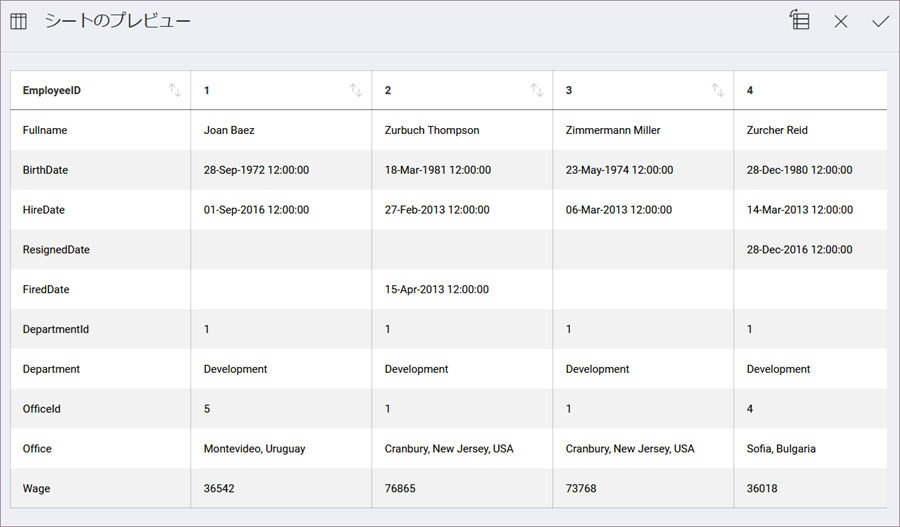 シートのプレビュー
EmployeeID 1 2 3 4
Fullname Joan Baez Zurbuch Thompson Zimmermann Miller Zurcher Reid
BirthDate 28-Sep-1972 12:00:00 18-Mar-1981 12:00:00 23-May-1974 12:00:00 28-Dec-1980 12:00:00
HireDate 01-Sep-2016 12:00:00 27-Feb-2013 12:00:00 06-Mar-2013 12:00:00 14-Mar-2013 12:00:00
ResignedDate 28-Dec-2016 12:00:00
FiredDate 15-Apr-2013 12:00:00
DepartmentId 1 1 1 1
Department Development Development Development Development
OfficeId 5 1 1 4
Office Montevideo, Uruguay Cranbury, New Jersey, USA Cranbury, New Jersey, USA Sofia, Bulgaria
Wage 36542 76865 73768 36018